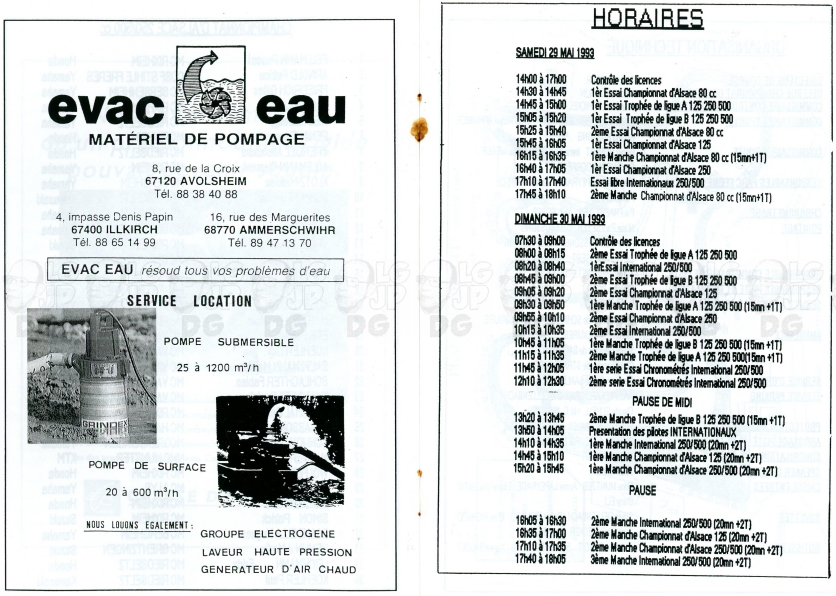 evac eau
MATÉRIEL DE POMPAGE
8, rue de la Croix
67120 AVOLSHEIM
Tél. 88 38 40 88
4, impasse Denis Papin
67400 ILLKIRCH
Tél. 88 65 14 99
16, rue des Marguerites
68770 AMMERSCHWIHR
Tél. 89 47 13 70
EVAC EAU résoud tous vos problèmes d'eau
SERVICE LOCATION
POMPE SUBMERSIBLE
25 à 1200 m³/h
POMPE DE SURFACE
20 à 600 m³/h
NOUS LOUONS EGALEMENT:
GROUPE ELECTROGENE
LAVEUR HAUTE PRESSION
GENERATEUR D'AIR CHAUD
HORAIRES
SAMEDI 29 MAI 1993
14h00 à 17h00 Contrôle des licences
14h30 à 14h45 1èr Essai Championnat d'Alsace 80 cc
14h45 à 15h00 1èr Essai Trophée de ligue A 125 250 500
15h05 à 15h20 1èr Essai Trophée de ligue B 125 250 500
15h25 à 15h40 2ème Essai Championnat d'Alsace 80 cc
15h45 à 16h05 1èr Essai Championnat d'Alsace 125
16h15 à 16h35 1ère Manche Championnat d'Alsace 80 cc (15mn+1T)
16h40 à 17h05 1èr Essai Championnat d'Alsace 250
17h10 à 17h40 Essai libre Internationaux 250/500
17h45 à 18h05 2ème Manche Championnat d'Alsace 80 cc (15mn+1T)
DIMANCHE 30 MAI 1993
07h30 à 09h00 Contrôle des licences
08h00 à 08h15 2ème Essai Trophée de ligue A 125 250 500
08h20 à 08h40 1èrEssai International 250/500
08h45 à 09h00 2ème Essai Trophée de ligue B 125 250 500
09h05 à 09h20 2ème Essai Championnat d'Alsace 125
09h30 à 09h50 1ère Manche Trophée de ligue A 125 250 500 (15mn+1T)
09h55 à 10h10 2ème Essai Championnat d'Alsace 250
10h15 à 10h35 2ème Essai International 250/500
10h45 à 11h05 1ère Manche Trophée de ligue B 125 250 500 (15mn+1T)
11h15 à 11h35 2ème Manche Trophée de ligue A 125 250 500(15mn+1T)
11h45 à 12h05 1ère serie Essai Chronométrés International 250/500
12h10 à 12h30 2ème serie Essai Chronométrés International 250/500
PAUSE DE MIDI
13h20 à 13h45 2ème Manche Trophée de ligue B 125 250 500 (15mn+1T)
13h50 à 14h05 Presentation des pilotes INTERNATIONAUX
14h10 à 14h35 1ère Manche International 250/500 (20mn +2T)
14h45 à 15h10 1ère Manche Championnat d'Alsace 125 (20mn +2T)
15h20 à 15h45 1ère Manche Championnat d'Alsace 250/500 (20mn +2T)
PAUSE
16h05 à 16h30 2ème Manche International 250/500 (20mn +2T)
16h35 à 17h00 2ème Manche Championnat d'Alsace 125 (20mn +2T)
17h10 à 17h35 2ème Manche Championnat d'Alsace 250/500 (20mn +2T)
17h40 à 18h05 3ème Manche International 250/500 (20mn +2T)